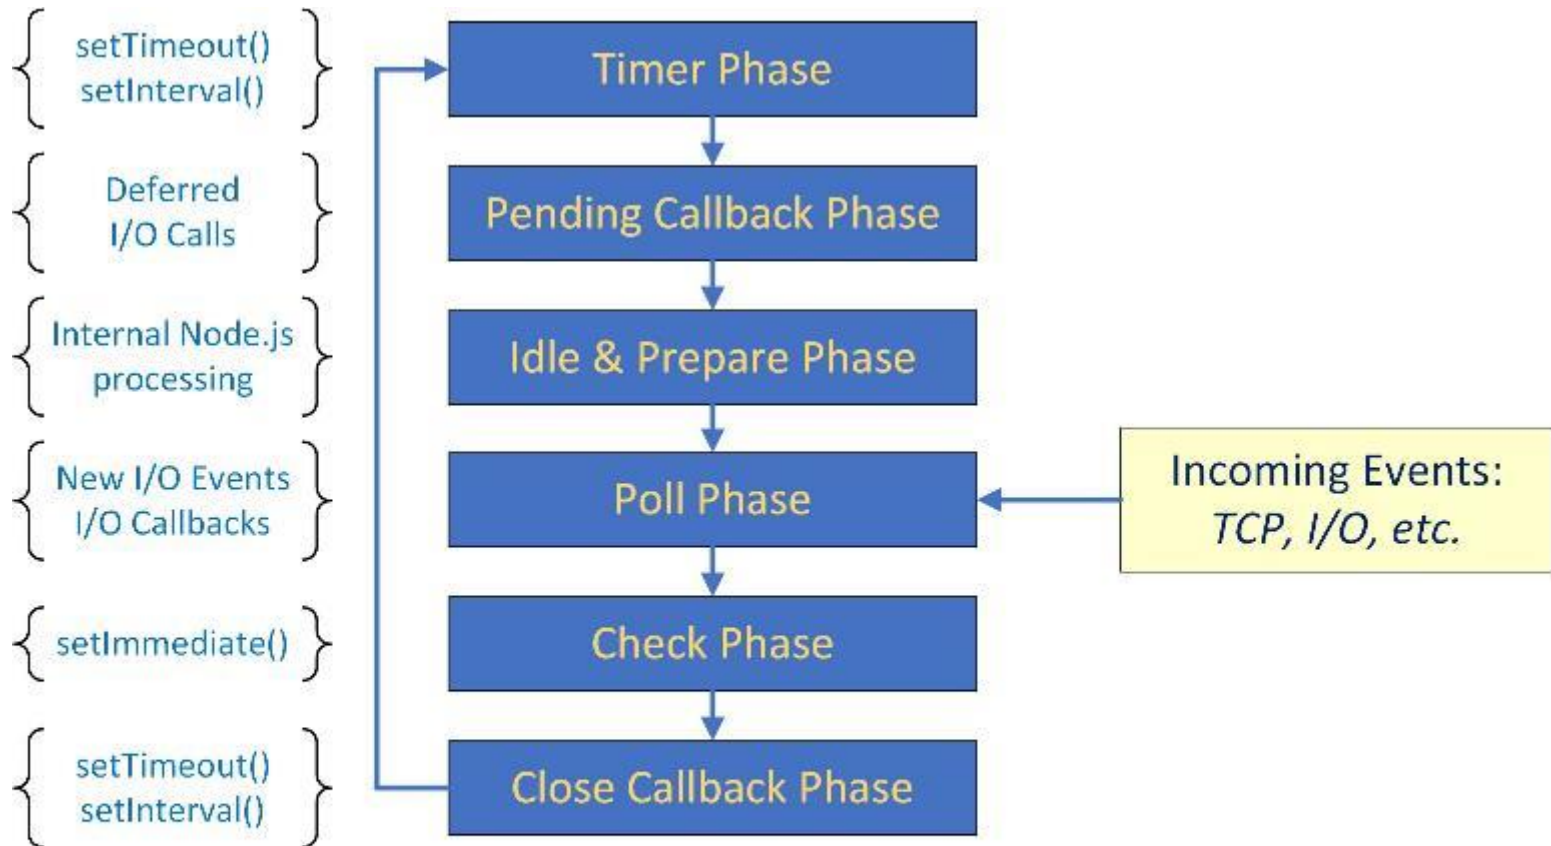 setTimeout()
setInterval()
Timer Phase
Deferred
I/O Calls
Pending Callback Phase
Internal Node.js
processing
Idle & Prepare Phase
New I/O Events
I/O Callbacks
Poll Phase
Incoming Events:
TCP, I/O, etc.
setImmediate()
Check Phase
setTimeout()
setInterval()
Close Callback Phase